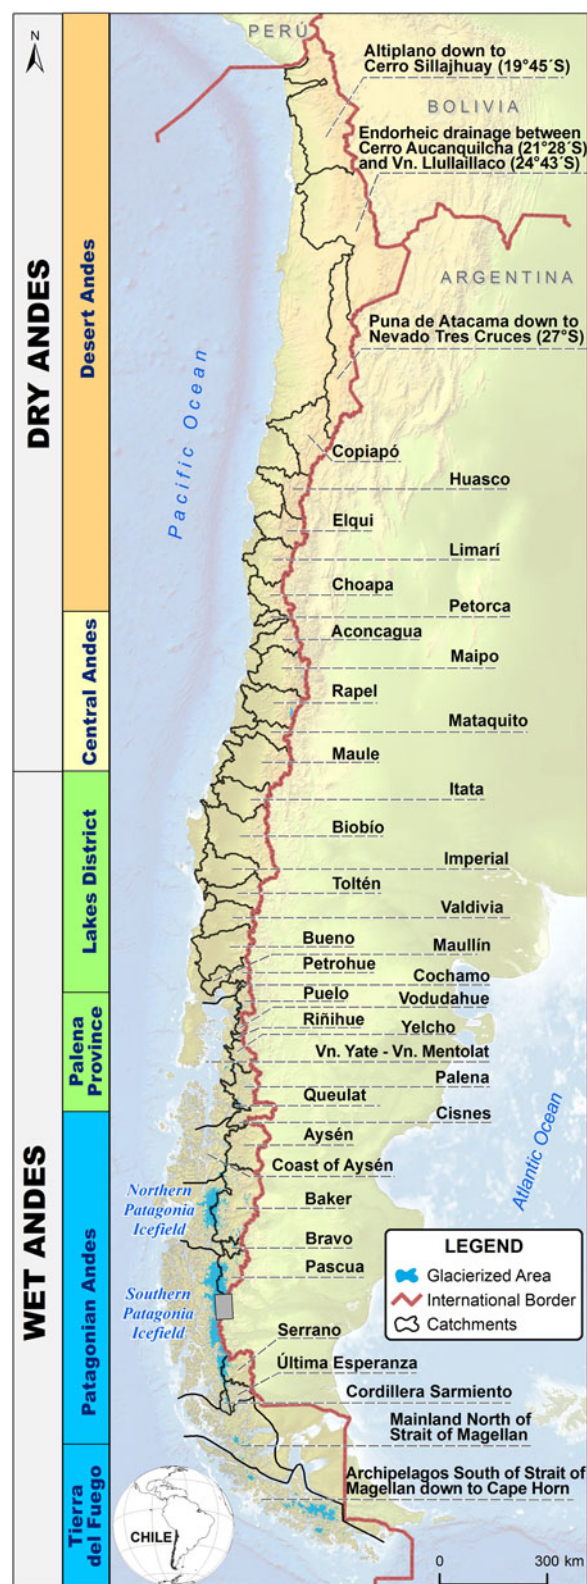 N
PERÚ
Altiplano down to
Cerro Sillajhuay (19°45´S)
BOLIVIA
Endorheic drainage between
Cerro Aucanquilcha (21°28´S)
and Vn. Llullaillaco (24°43´S)
ARGENTINA
Puna de Atacama down to
Nevado Tres Cruces (27°S)
DRY ANDES
Desert Andes
Pacific Ocean
Copiapó
Huasco
Elqui
Limarí
Choapa
Petorca
Aconcagua
Maipo
Central Andes
Rapel
Mataquito
Maule
Itata
Biobío
Imperial
Toltén
Valdivia
Lakes District
Bueno
Maullín
Petrohue
Cochamo
Puelo
Vodudahue
Riñihue
Yelcho
Palena
Province
Vn. Yate - Vn. Mentolat
Palena
Queulat
Cisnes
Aysén
Coast of Aysén
Atlantic Ocean
Northern
Patagonia
Icefield
Baker
WET ANDES
Patagonian Andes
Bravo
Pascua
LEGEND
Glacierized Area
International Border
Catchments
Southern
Patagonia
Icefield
Serrano
Última Esperanza
Cordillera Sarmiento
Mainland North of
Strait of Magellan
Tierra
del Fuego
Archipelagos South of Strait of
Magellan down to Cape Horn
CHILE
0 300 km